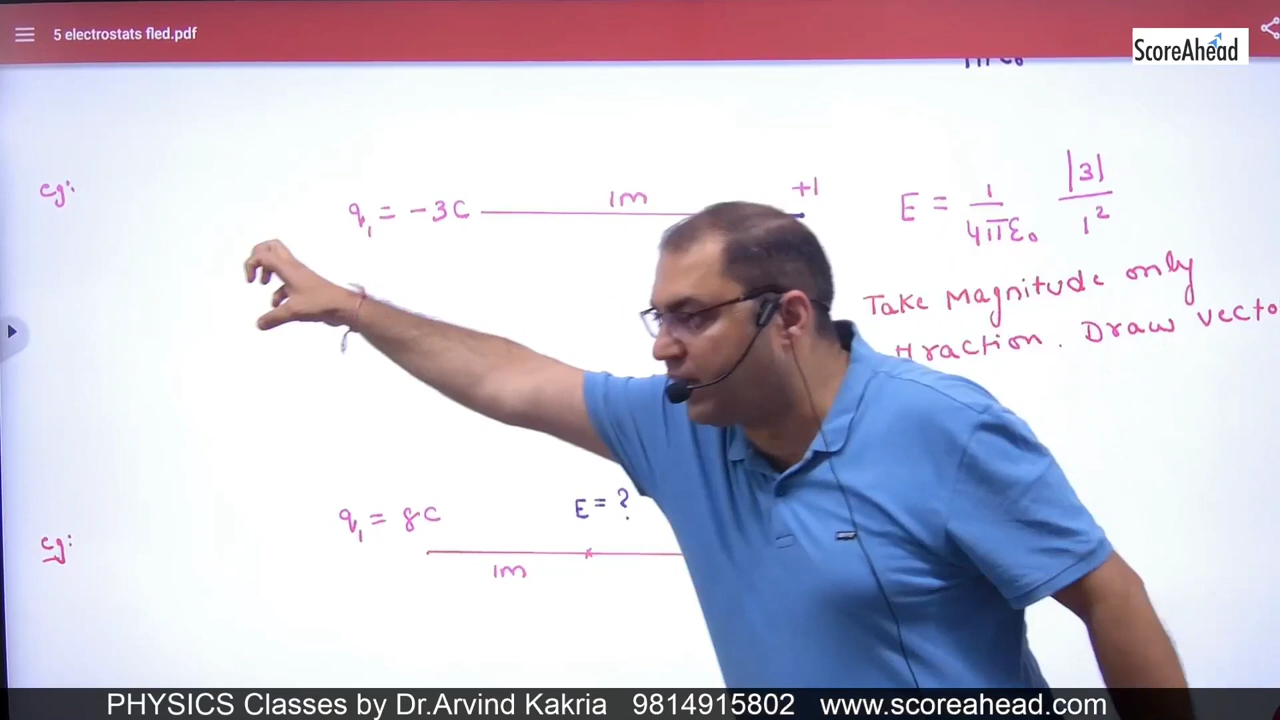 5 electrostats fled.pdf
ScoreAhead
eg:
q₁ = -3C
1m
+1
E = 1/4πε₀ |3|/1²
Take Magnitude only
Draw vecto
q₁ = 8C
E = ?
eg:
1m
PHYSICS Classes by Dr.Arvind Kakria 9814915802 www.scoreahead.com